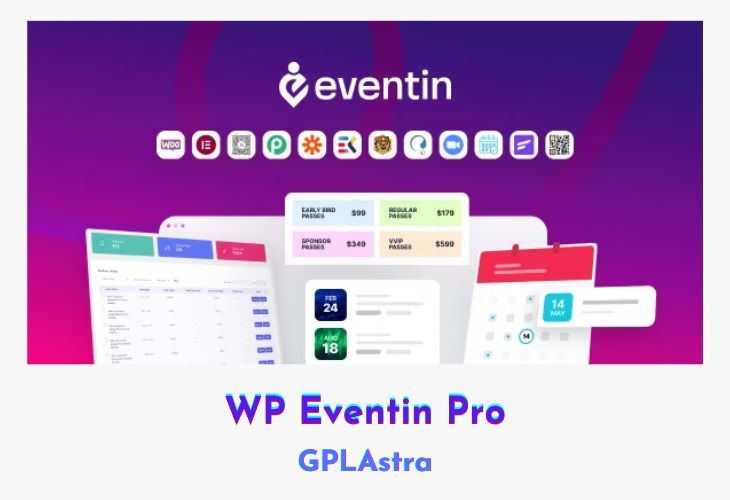 eventin
WOO
EARLY BIRD PASSES $99
REGULAR PASSES $179
SPONSOR PASSES $349
VVIP PASSES $599
FEB
24
AUG
18
14
MAY
14
WP Eventin Pro
GPLAstra